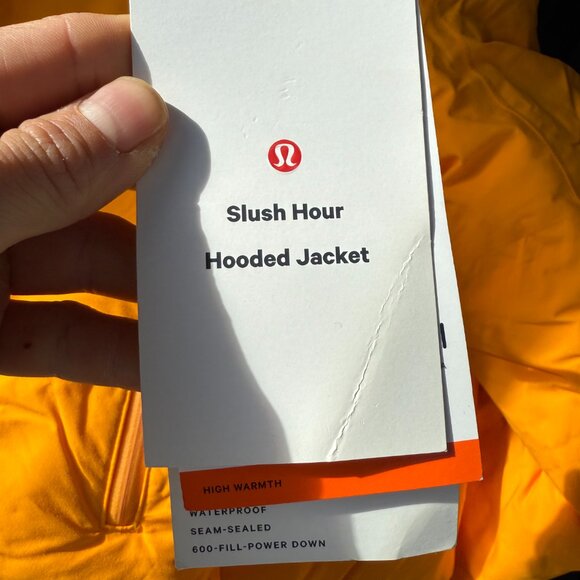 Slush Hour
Hooded Jacket
HIGH WARMTH
WATERPROOF
SEAM-SEALED
600-FILL-POWER DOWN